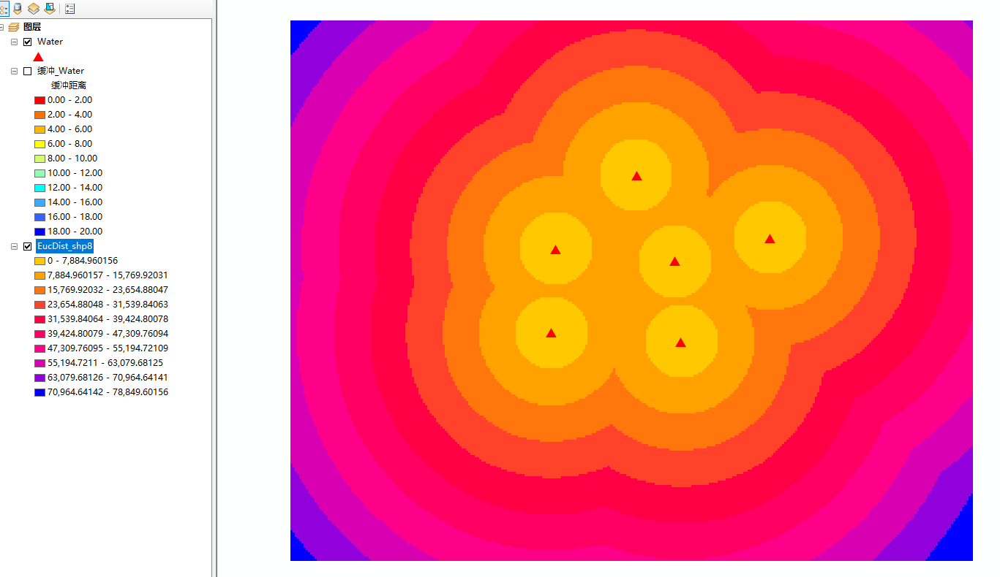 图层
Water
缓冲_Water
缓冲距离
0.00 - 2.00
2.00 - 4.00
4.00 - 6.00
6.00 - 8.00
8.00 - 10.00
10.00 - 12.00
12.00 - 14.00
14.00 - 16.00
16.00 - 18.00
18.00 - 20.00
EucDist_shp8
0 - 7,884.960156
7,884.960157 - 15,769.92031
15,769.92032 - 23,654.88047
23,654.88048 - 31,539.84063
31,539.84064 - 39,424.80078
39,424.80079 - 47,309.76094
47,309.76095 - 55,194.72109
55,194.7211 - 63,079.68125
63,079.68126 - 70,964.64141
70,964.64142 - 78,849.60156